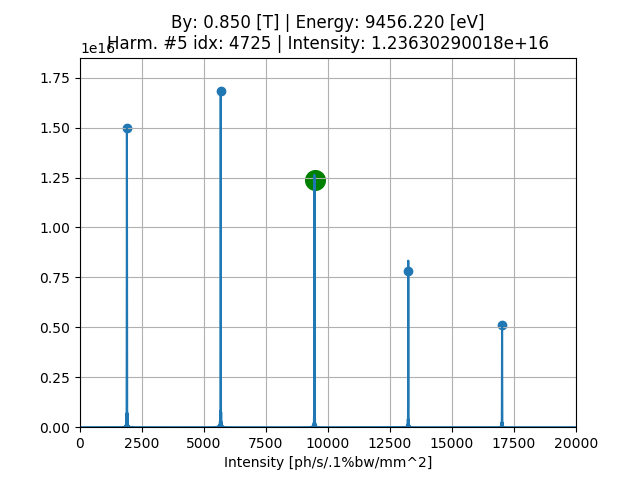 By: 0.850 [T] | Energy: 9456.220 [eV]
Harm. #5 idx: 4725 | Intensity: 1.23630290018e+16
1e16
1.75
1.50
1.25
1.00
0.75
0.50
0.25
0.00
0 2500 5000 7500 10000 12500 15000 17500 20000
Intensity [ph/s/.1%bw/mm^2]